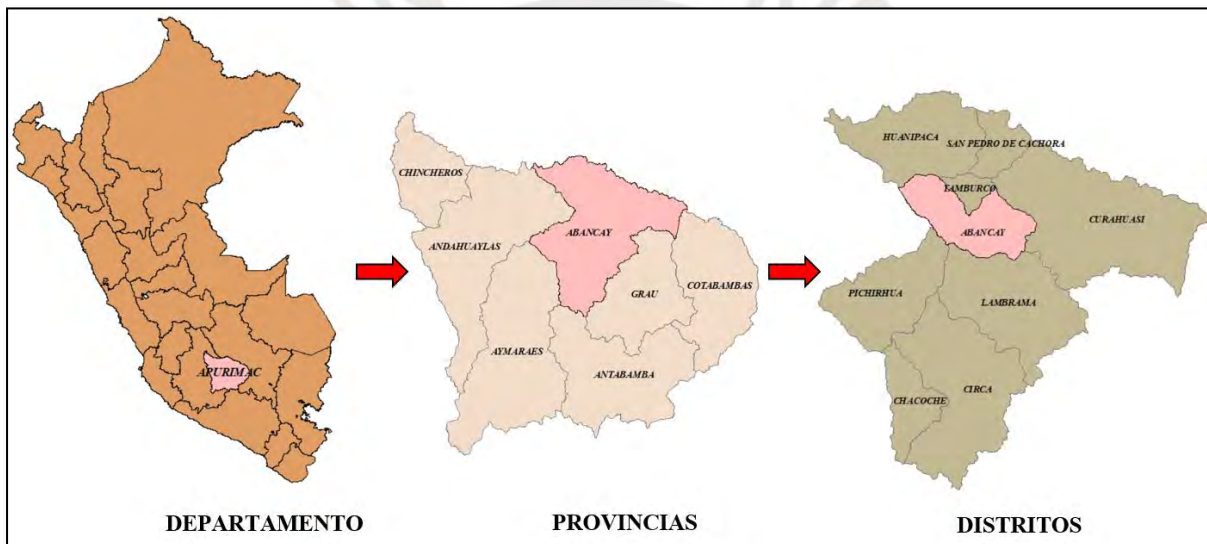 APURIMAC
DEPARTAMENTO
CHINCHEROS
ANDAHUAYLAS
ABANCAY
GRAU
COTABAMBAS
AYMARAES
ANTABAMBA
PROVINCIAS
HUANIPACA
SAN PEDRO DE CACHORA
TAMBURCO
CURAHUASI
ABANCAY
PICHIRHUA
LAMBRAMA
CIRCA
CHACOCHE
DISTRITOS